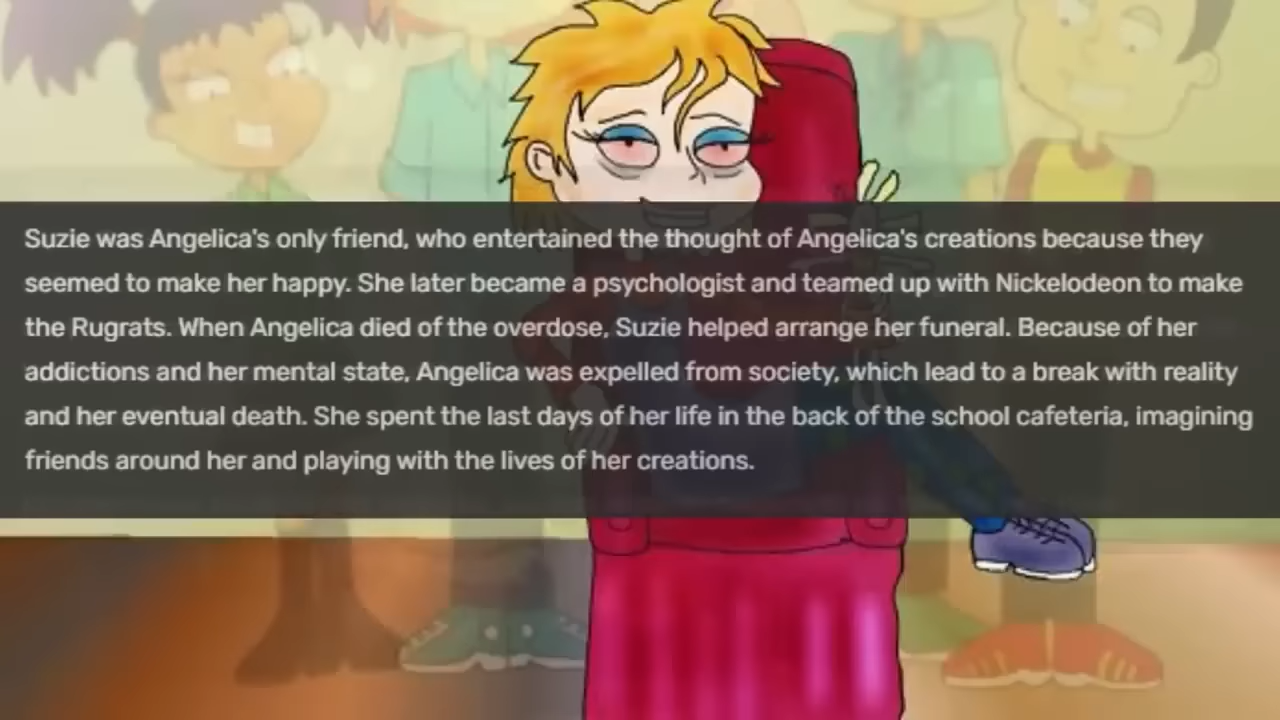 Suzie was Angelica's only friend, who entertained the thought of Angelica's creations because they
seemed to make her happy. She later became a psychologist and teamed up with Nickelodeon to make
the Rugrats. When Angelica died of the overdose, Suzie helped arrange her funeral. Because of her
addictions and her mental state, Angelica was expelled from society, which lead to a break with reality
and her eventual death. She spent the last days of her life in the back of the school cafeteria, imagining
friends around her and playing with the lives of her creations.